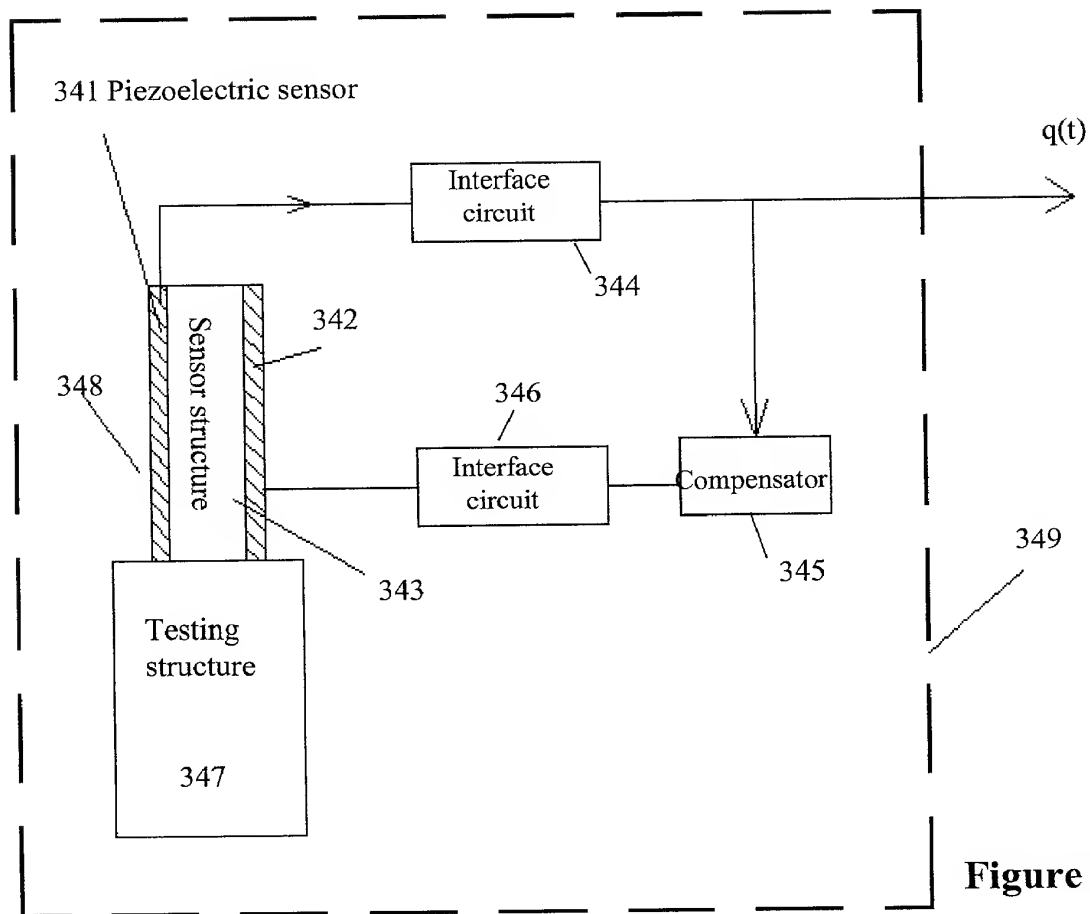 341 Piezoelectric sensor
q(t)
Interface
circuit
344
Sensor structure
342
348
346
Interface
circuit
Compensator
345
349
343
Testing
structure
347
Figure